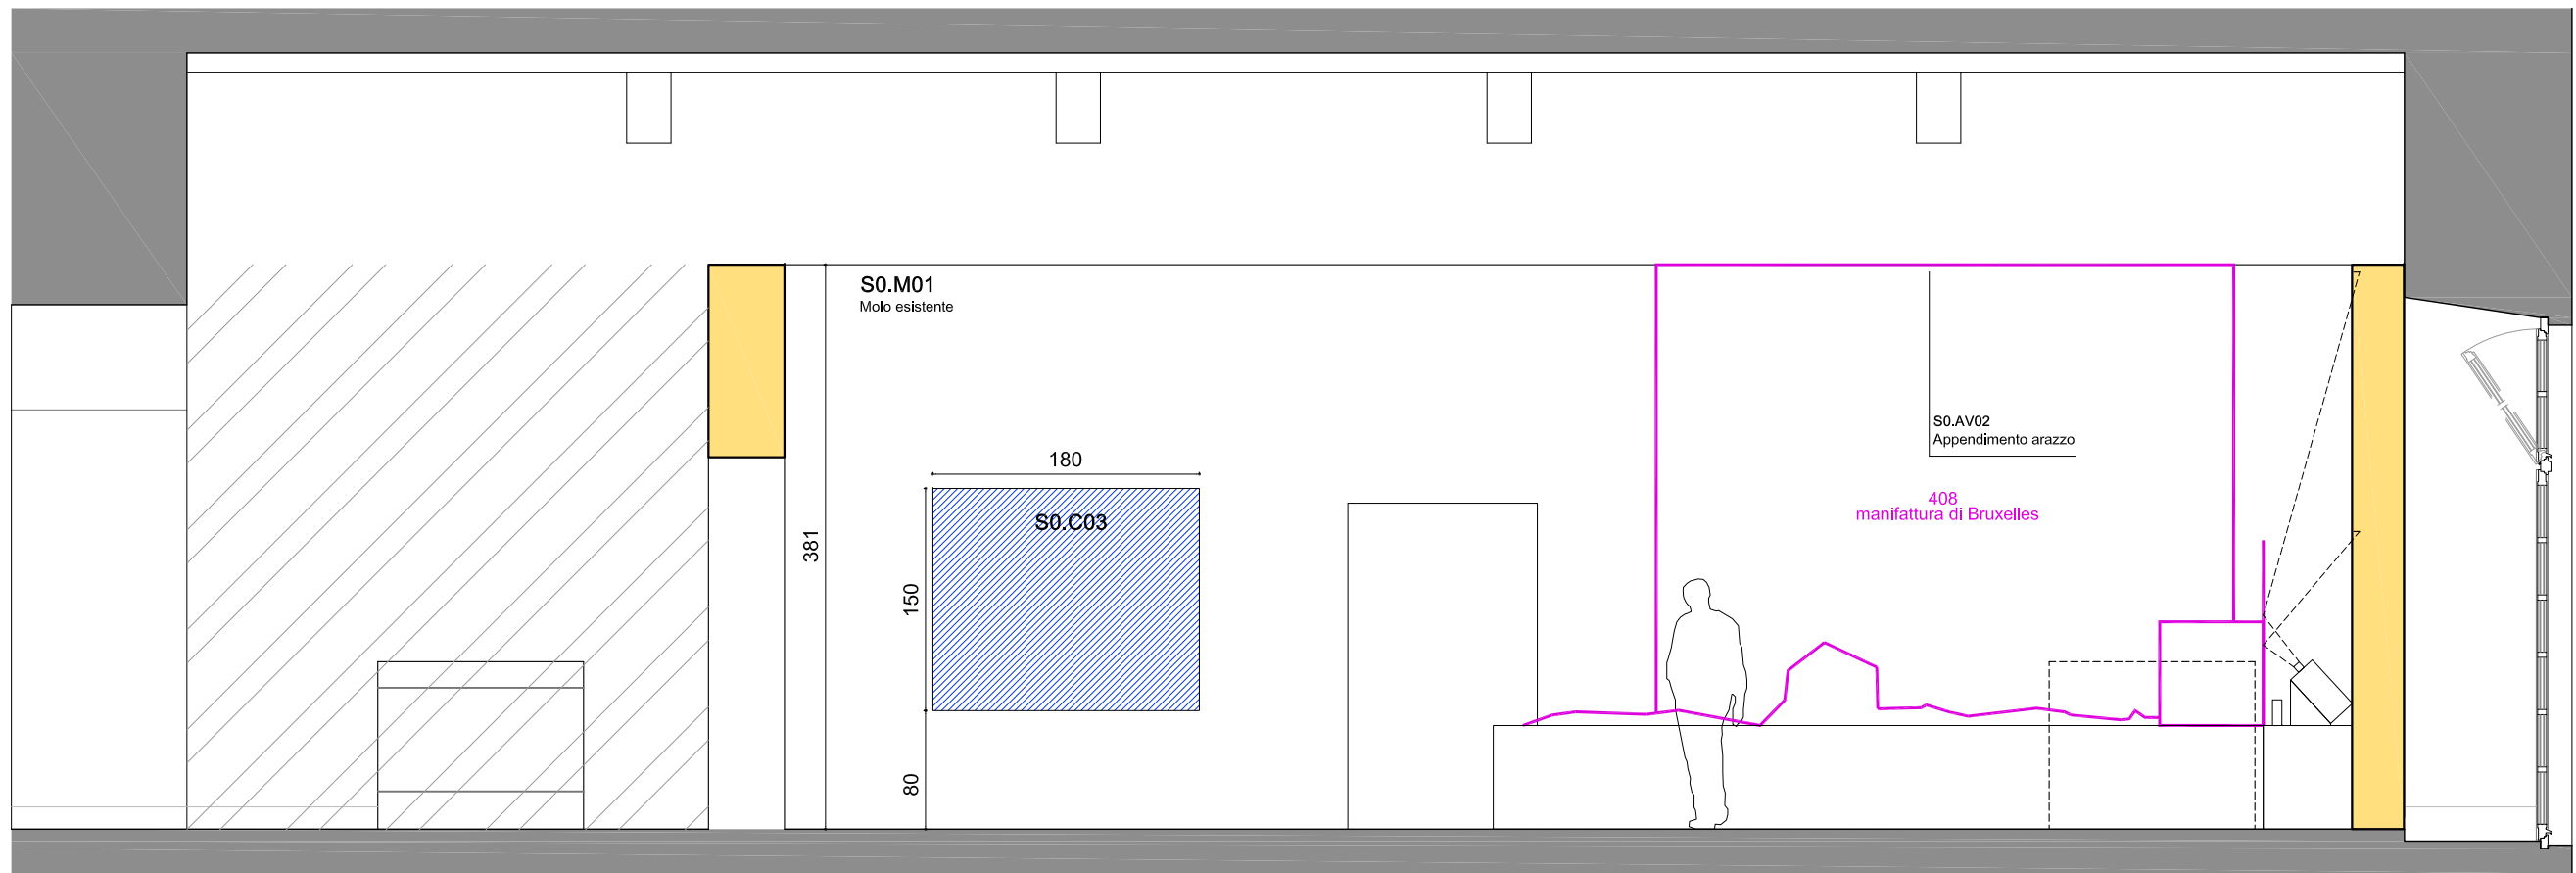 S0.M01
Molo esistente
381
180
S0.C03
150
80
S0.AV02
Appendimento arazzo
408
manifattura di Bruxelles